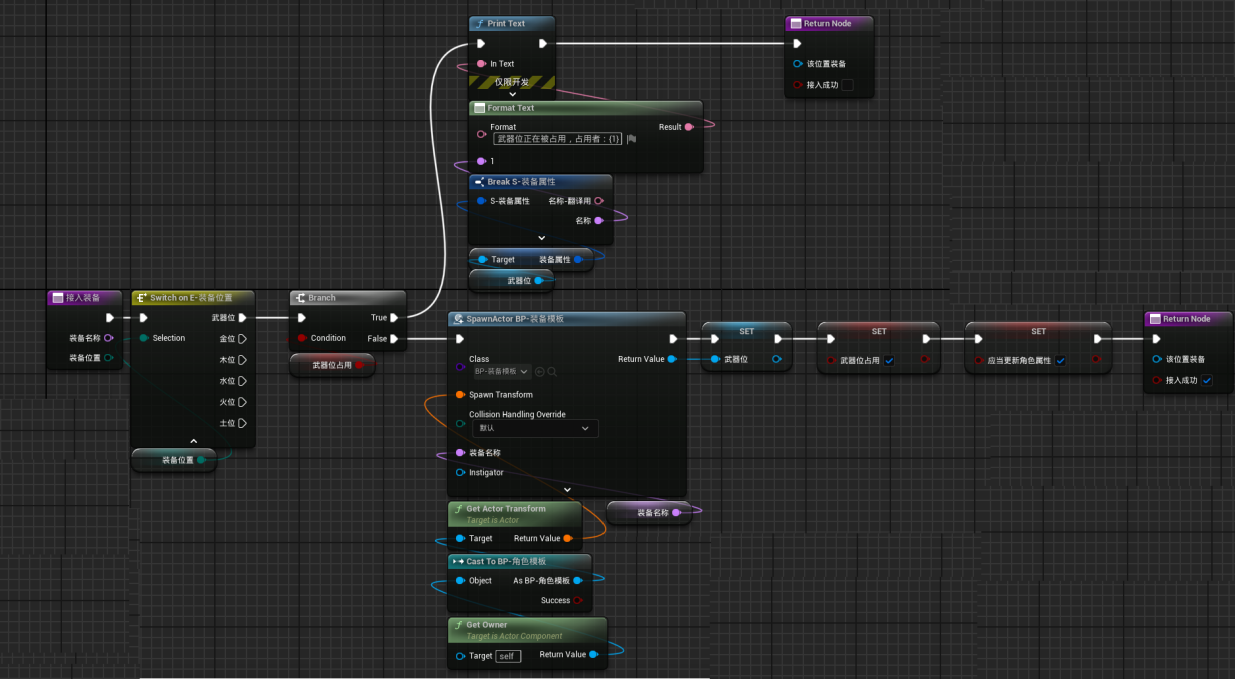 Print Text
In Text
仅限开发
Return Node
该位置装备
接入成功
Format Text
Format
Result
武器位正在被占用，占用者：{1}
1
Break S-装备属性
S-装备属性
名称-翻译用
名称
Target
装备属性
武器位
接入装备
装备名称
装备位置
Switch on E-装备位置
武器位
Selection
金位
木位
水位
火位
土位
装备位置
Branch
True
Condition
False
武器位占用
SpawnActor BP-装备模板
Class
Return Value
BP-装备模板
Spawn Transform
Collision Handling Override
默认
装备名称
Instigator
SET
武器位
SET
武器位占用
SET
应当更新角色属性
Return Node
该位置装备
接入成功
装备名称
Get Actor Transform
Target is Actor
Target
Return Value
Cast To BP-角色模板
Object
As BP-角色模板
Success
Get Owner
Target is Actor Component
Target
self
Return Value